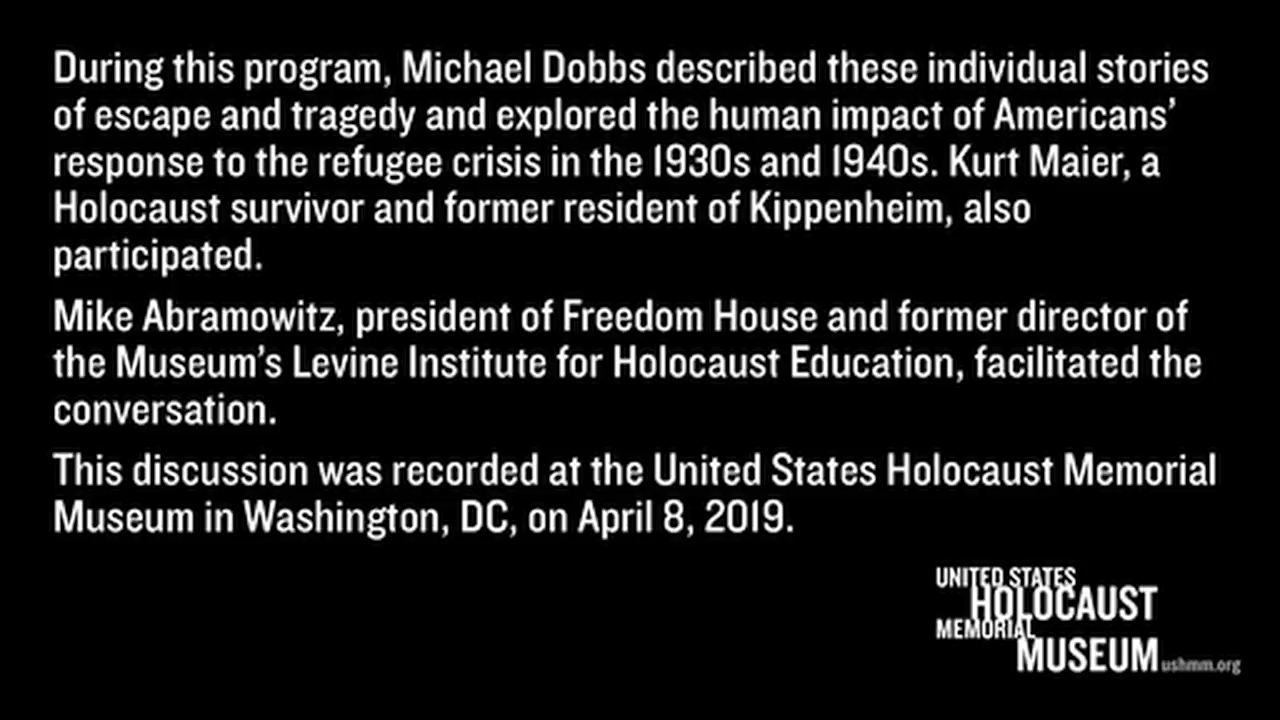 During this program, Michael Dobbs described these individual stories
of escape and tragedy and explored the human impact of Americans’
response to the refugee crisis in the 1930s and 1940s. Kurt Maier, a
Holocaust survivor and former resident of Kippenheim, also
participated.
Mike Abramowitz, president of Freedom House and former director of
the Museum’s Levine Institute for Holocaust Education, facilitated the
conversation.
This discussion was recorded at the United States Holocaust Memorial
Museum in Washington, DC, on April 8, 2019.
UNITED STATES
HOLOCAUST
MEMORIAL
MUSEUM ushmm.org